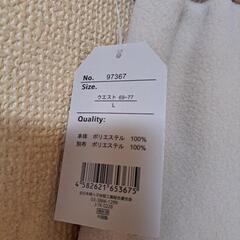 No. 97367
Size.
ウエスト 69-77
L
Quality:
本体 ポリエステル 100%
別布 ポリエステル 100%
4 582621 653675